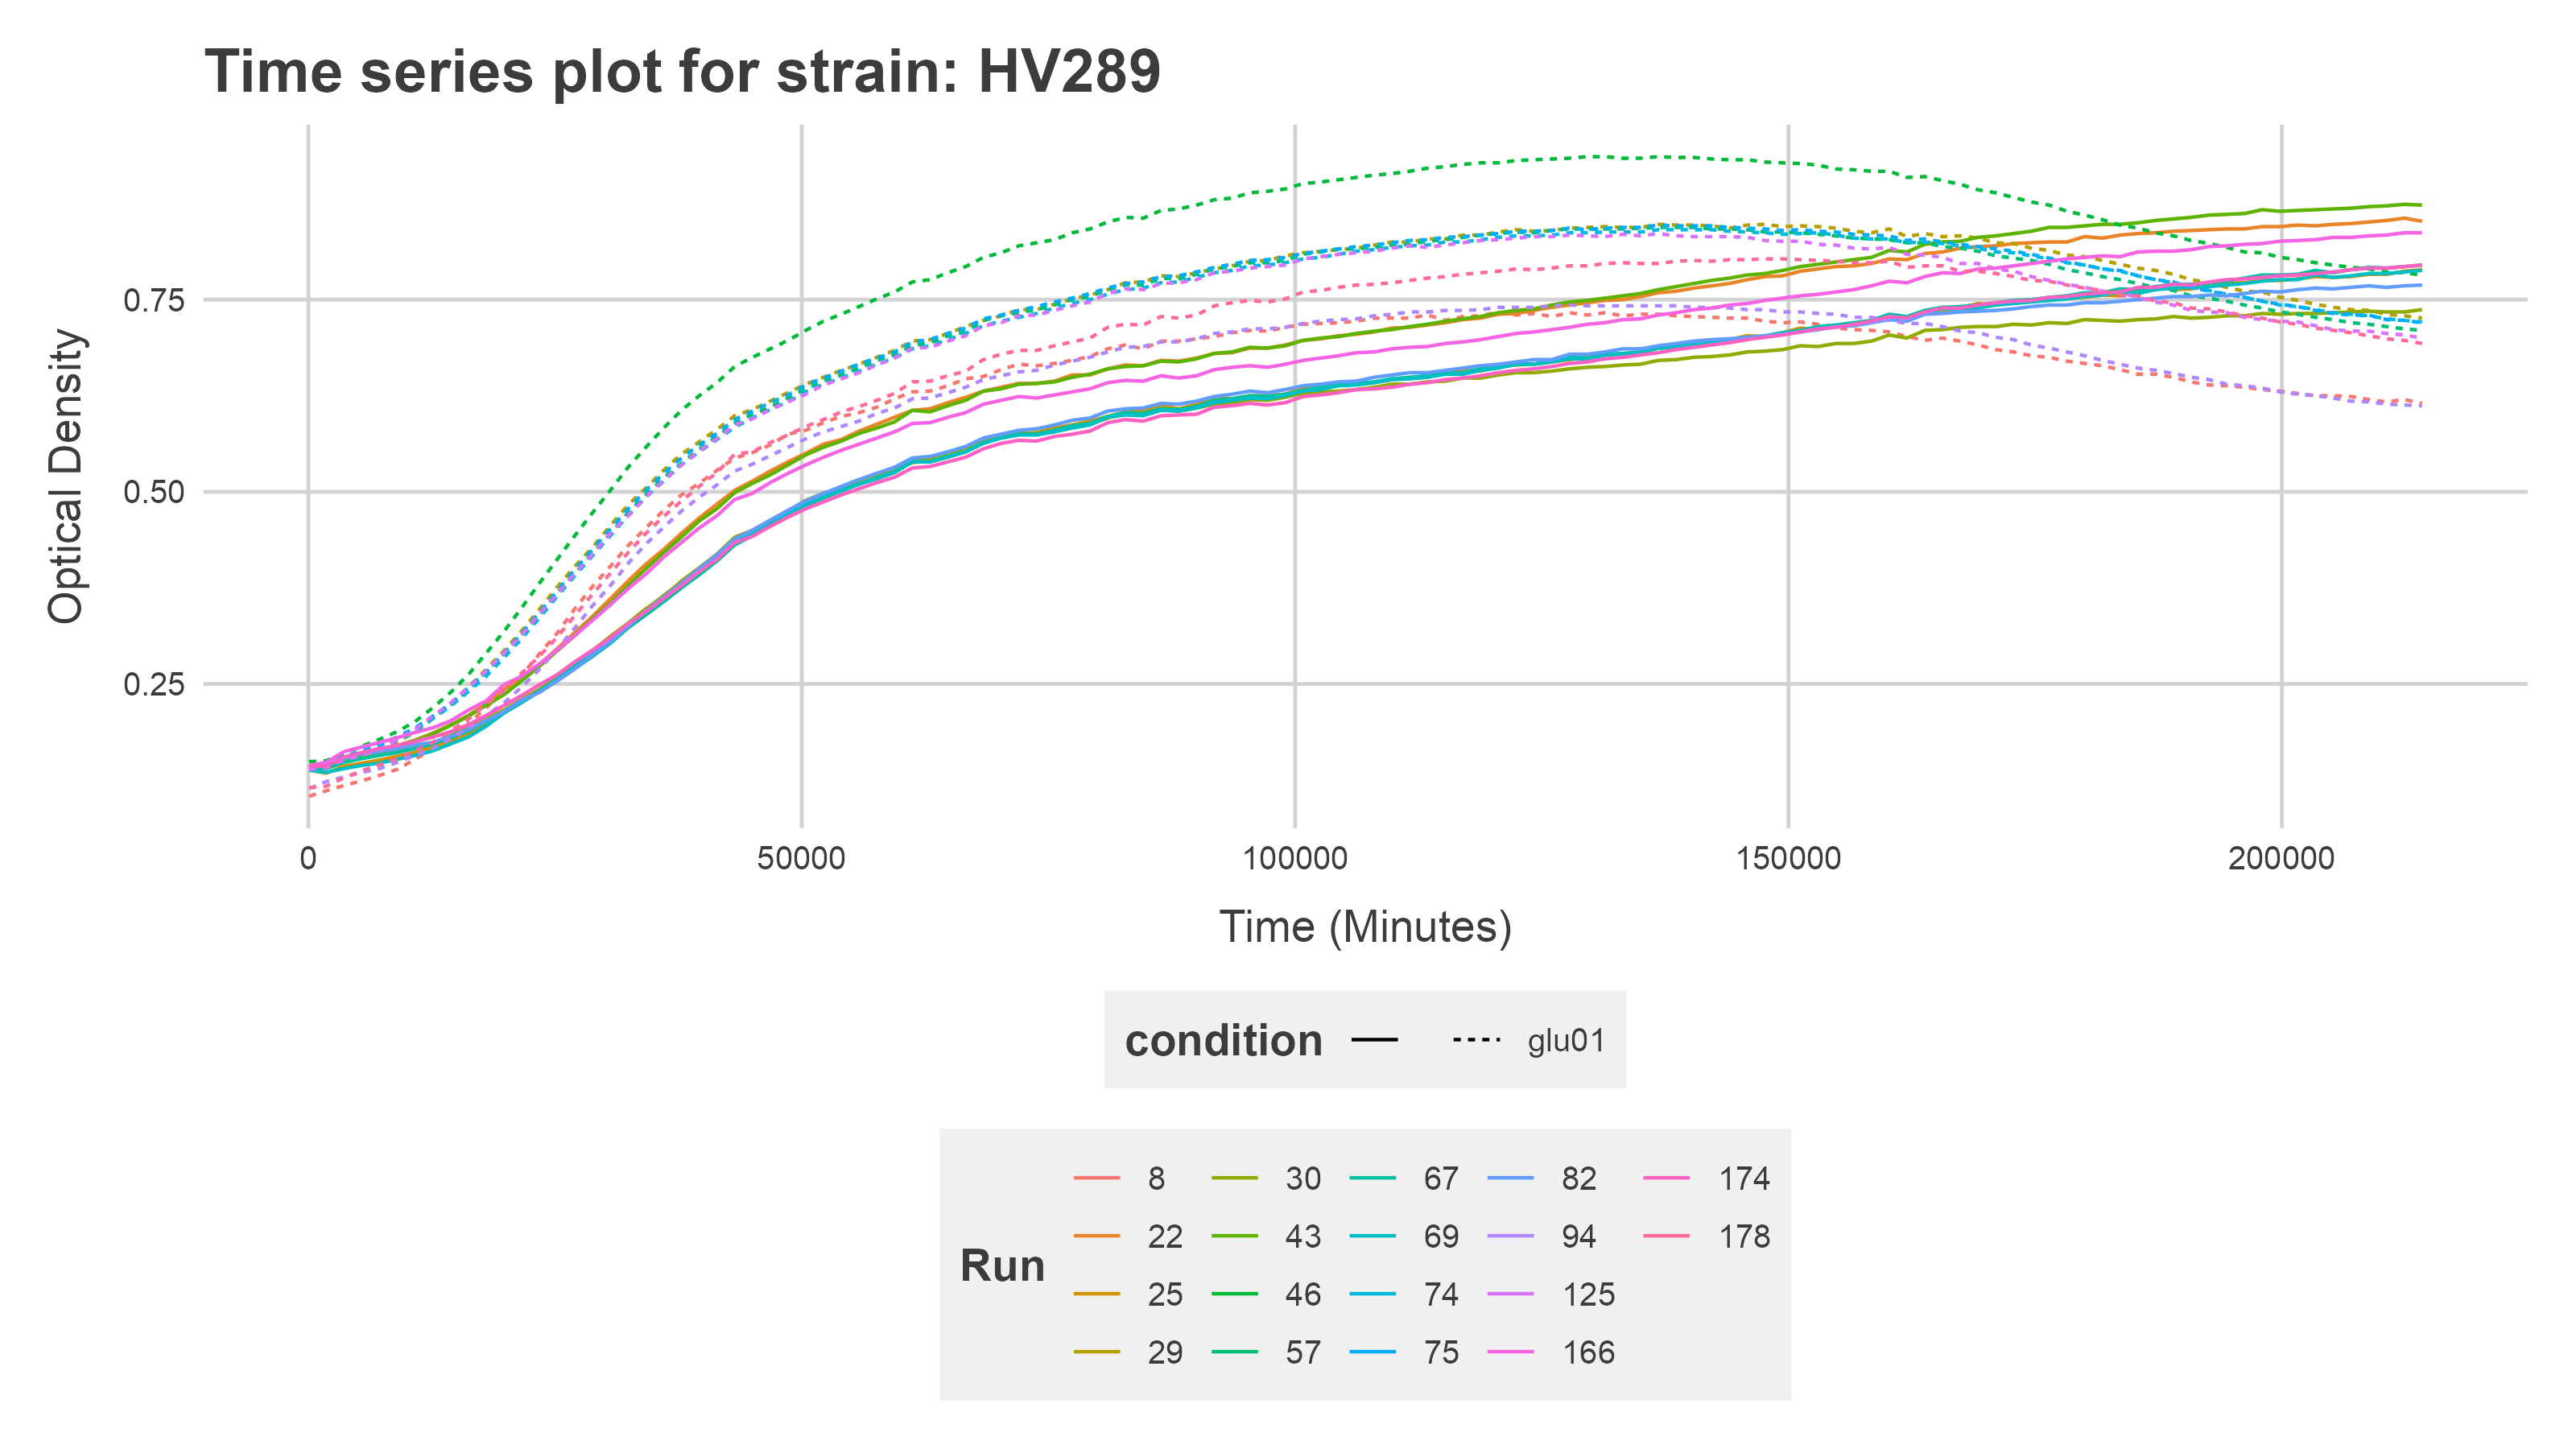 Time series plot for strain: HV289
Optical Density
0.75
0.50
0.25
0 50000 100000 150000 200000
Time (Minutes)
condition glu01
Run
8 30 67 82 174
22 43 69 94 178
25 46 74 125
29 57 75 166